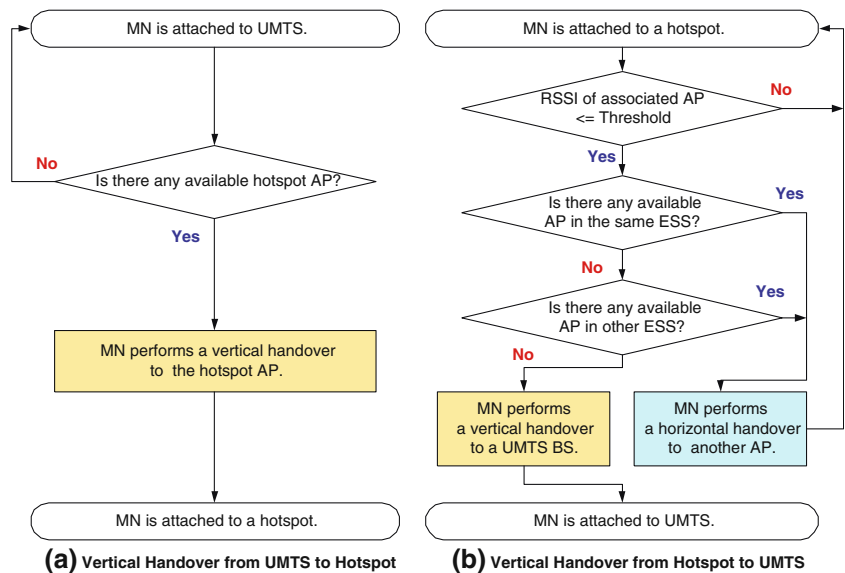 MN is attached to UMTS.
No
Is there any available hotspot AP?
Yes
MN performs a vertical handover
to the hotspot AP.
MN is attached to a hotspot.
(a) Vertical Handover from UMTS to Hotspot
MN is attached to a hotspot.
RSSI of associated AP
<= Threshold
No
Yes
Is there any available
AP in the same ESS?
Yes
No
Is there any available
AP in other ESS?
Yes
No
MN performs
a vertical handover
to a UMTS BS.
MN performs
a horizontal handover
to another AP.
MN is attached to UMTS.
(b) Vertical Handover from Hotspot to UMTS